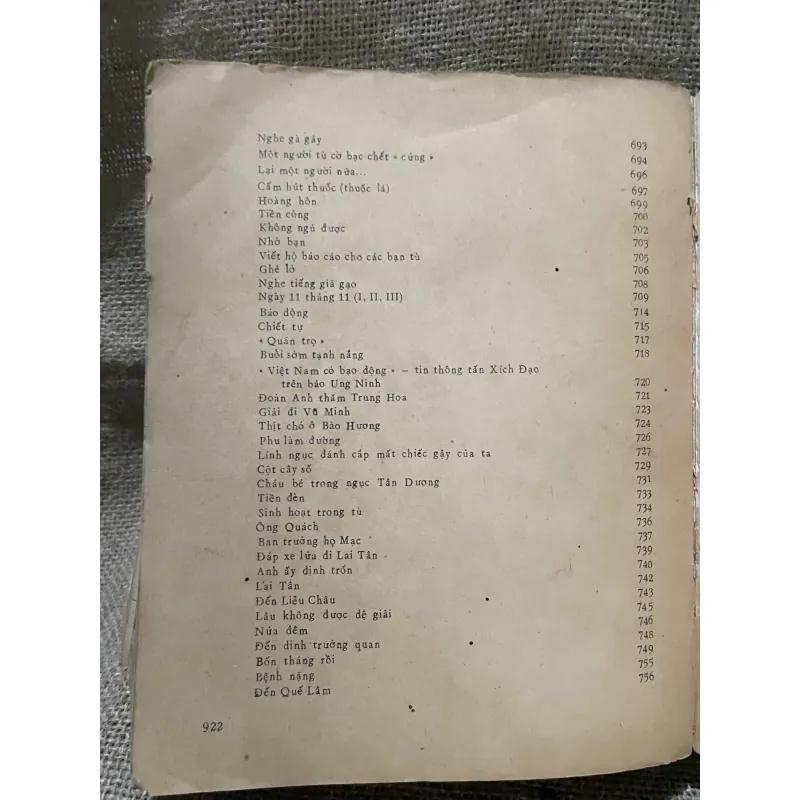 Nghe gà gáy 693
Một người tù cờ bạc chết « cứng » 694
Lại một người nữa... 696
Cấm hút thuốc (thuốc lá) 697
Hoàng hôn 699
Tiền công 700
Không ngủ được 702
Nhớ bạn 703
Viết hộ báo cáo cho các bạn tù 705
Ghẻ lở 706
Nghe tiếng giã gạo 708
Ngày 11 tháng 11 (I, II, III) 709
Báo động 714
Chiết tự 715
« Quán trọ » 717
Buổi sớm tạnh nắng 718
« Việt Nam có bạo động » – tin thông tấn Xích Đạo
trên báo Ung Ninh 720
Đoàn Anh thăm Trung Hoa 721
Giải đi Vũ Minh 723
Thịt chó ở Bào Hương 724
Phu làm đường 726
Lính ngục đánh cắp mất chiếc gậy của ta 727
Cột cây số 729
Cháu bé trong ngục Tân Dương 731
Tiền đèn 733
Sinh hoạt trong tù 734
Ông Quách 736
Ban trưởng họ Mạc 737
Đáp xe lửa đi Lai Tân 739
Anh ấy định trốn 740
Lai Tân 742
Đến Liễu Châu 743
Lâu không được đệ giải 745
Nửa đêm 746
Đến dinh trưởng quan 748
Bốn tháng rồi 749
Bệnh nặng 755
Đến Quế Lâm 756
922